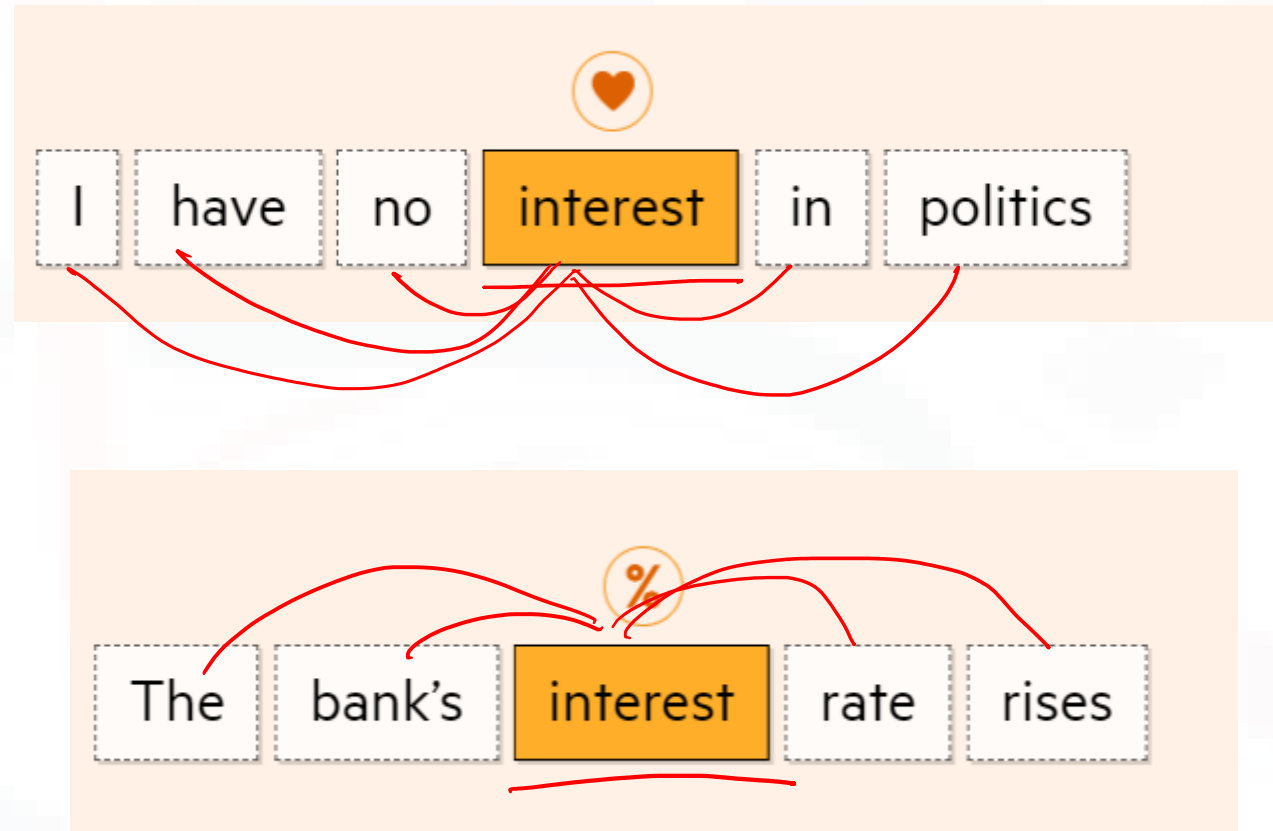 I have no interest in politics
%
The bank’s interest rate rises